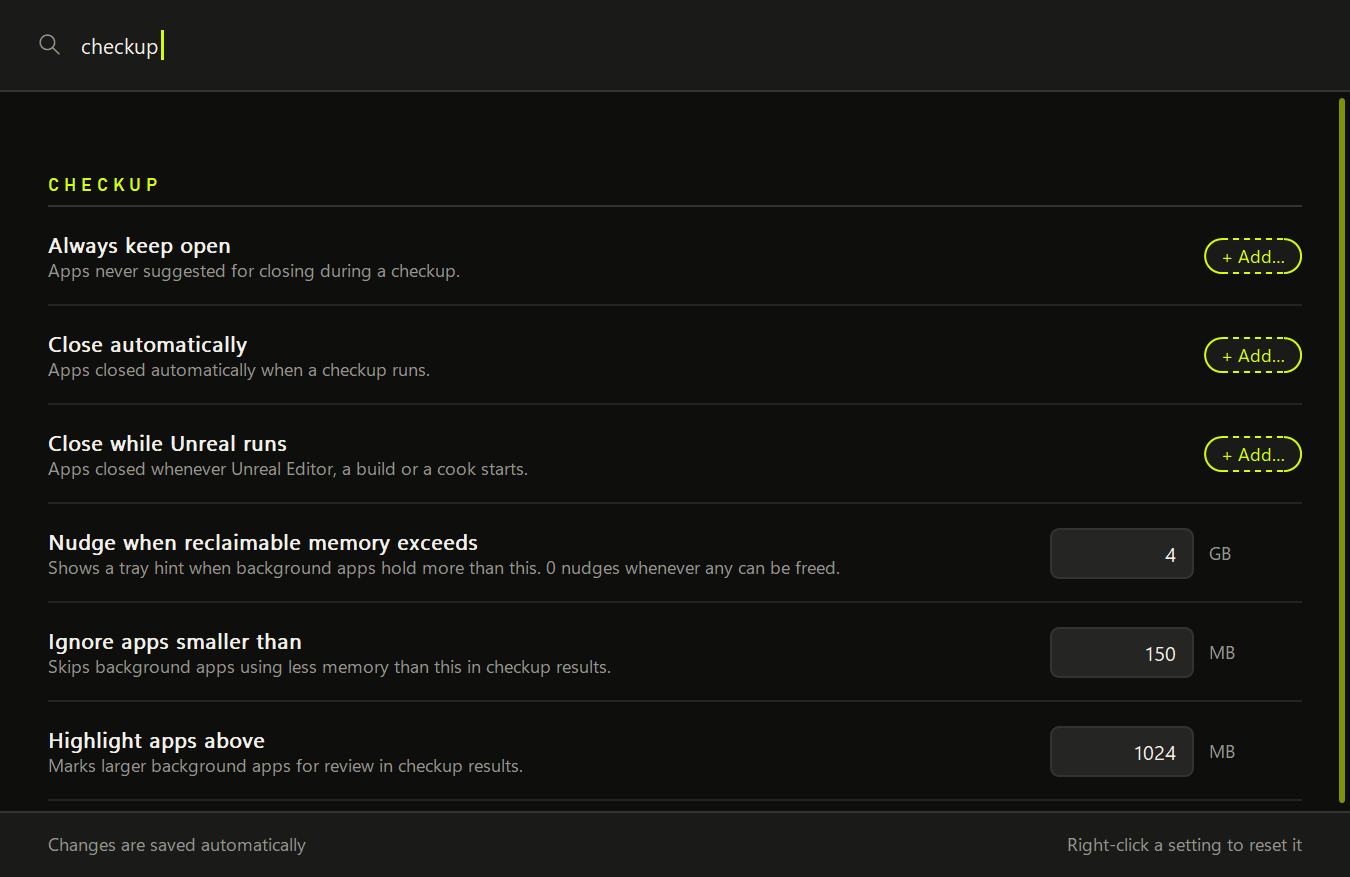 checkup
CHECKUP
Always keep open
Apps never suggested for closing during a checkup.
+ Add...
Close automatically
Apps closed automatically when a checkup runs.
+ Add...
Close while Unreal runs
Apps closed whenever Unreal Editor, a build or a cook starts.
+ Add...
Nudge when reclaimable memory exceeds
Shows a tray hint when background apps hold more than this. 0 nudges whenever any can be freed.
4 GB
Ignore apps smaller than
Skips background apps using less memory than this in checkup results.
150 MB
Highlight apps above
Marks larger background apps for review in checkup results.
1024 MB
Changes are saved automatically
Right-click a setting to reset it